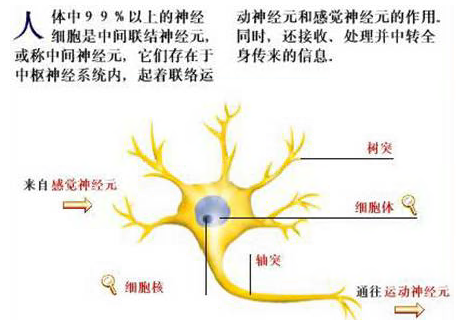 人体中９９％以上的神经
细胞是中间联结神经元,
或称中间神经元，它们存在于
中枢神经系统内，起着联络运
动神经元和感觉神经元的作用.
同时，还接收、处理并中转全
身传来的信息.
树突
来自感觉神经元
细胞体
轴突
细胞核
通往运动神经元